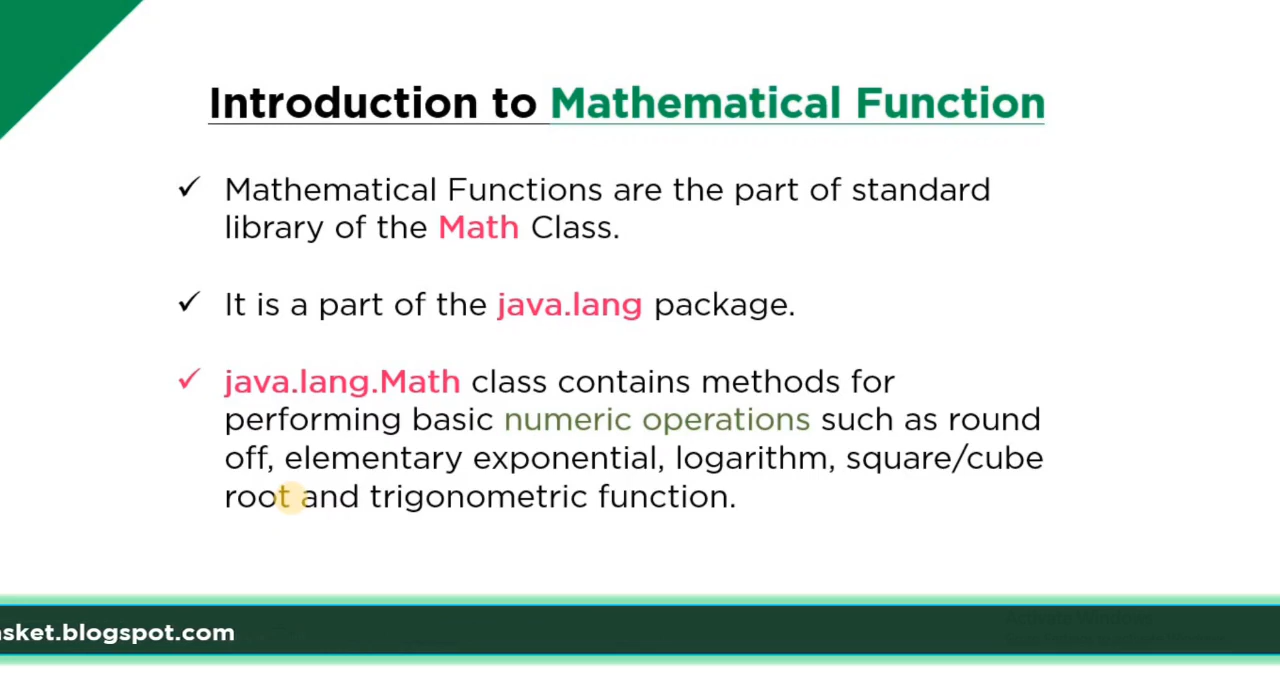 Introduction to Mathematical Function
✓ Mathematical Functions are the part of standard
library of the Math Class.
✓ It is a part of the java.lang package.
✓ java.lang.Math class contains methods for
performing basic numeric operations such as round
off, elementary exponential, logarithm, square/cube
root and trigonometric function.
sket.blogspot.com